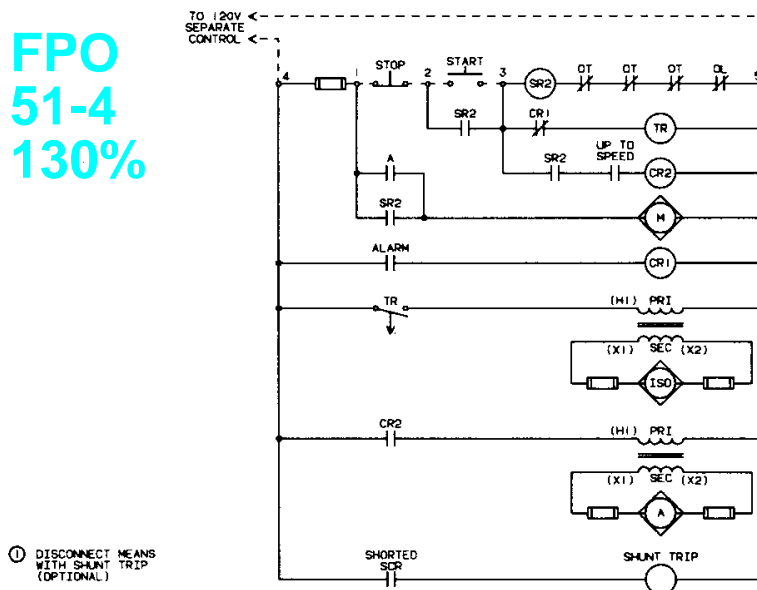 TO 120V
SEPARATE
CONTROL
FPO
51-4
130%
4 1 STOP 2 START 3 SR2 OT OT OT OL
SR2 CR1 TR
SR2 UP TO SPEED CR2
A
SR2 M
ALARM CR1
TR (H1) PRI
(X1) SEC (X2)
ISO
CR2 (H1) PRI
(X1) SEC (X2)
A
SHORTED
SCR
SHUNT TRIP
1 DISCONNECT MEANS
WITH SHUNT TRIP
(OPTIONAL)